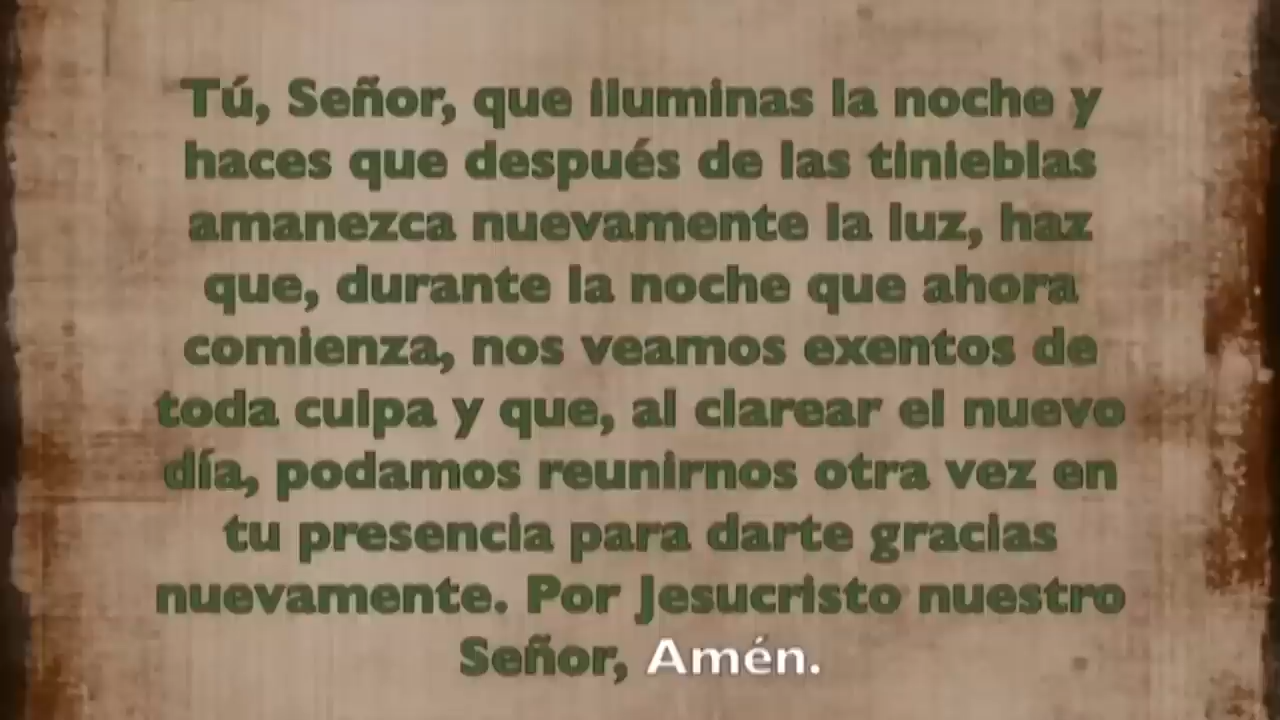 Tú, Señor, que iluminas la noche y
haces que después de las tinieblas
amanezca nuevamente la luz, haz
que, durante la noche que ahora
comienza, nos veamos exentos de
toda culpa y que, al clarear el nuevo
día, podamos reunirnos otra vez en
tu presencia para darte gracias
nuevamente. Por Jesucristo nuestro
Señor, Amén.